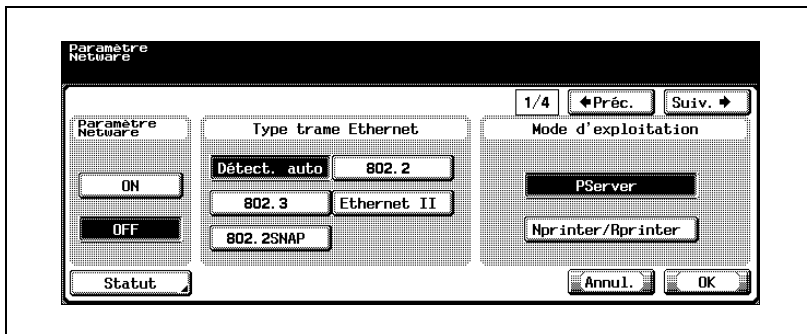 Paramètre
Netware
1/4 Préc. Suiv.
Paramètre
Netware
ON
OFF
Type trame Ethernet
Détect. auto 802.2
802.3 Ethernet II
802.2SNAP
Mode d'exploitation
PServer
Nprinter/Rprinter
Statut Annul. OK